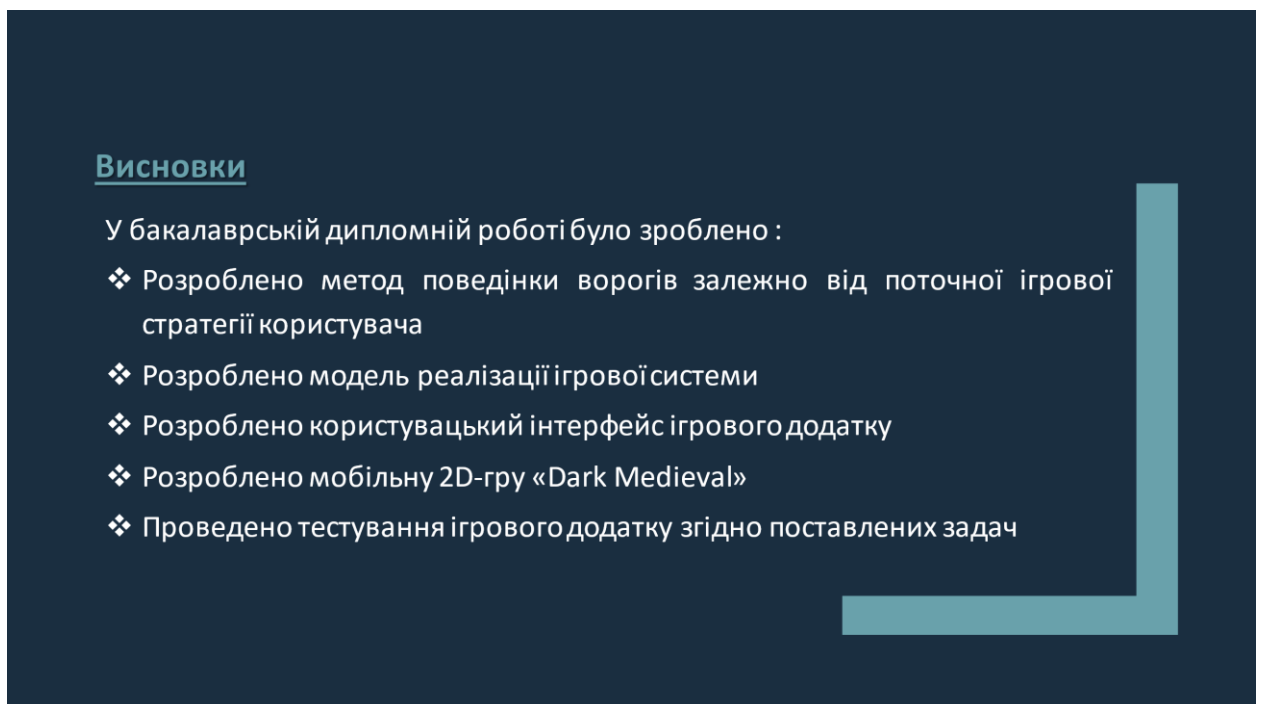 Висновки
У бакалаврській дипломній роботі було зроблено :
❖ Розроблено метод поведінки ворогів залежно від поточної ігрової
стратегії користувача
❖ Розроблено модель реалізації ігрової системи
❖ Розроблено користувацький інтерфейс ігрового додатку
❖ Розроблено мобільну 2D-гру «Dark Medieval»
❖ Проведено тестування ігрового додатку згідно поставлених задач